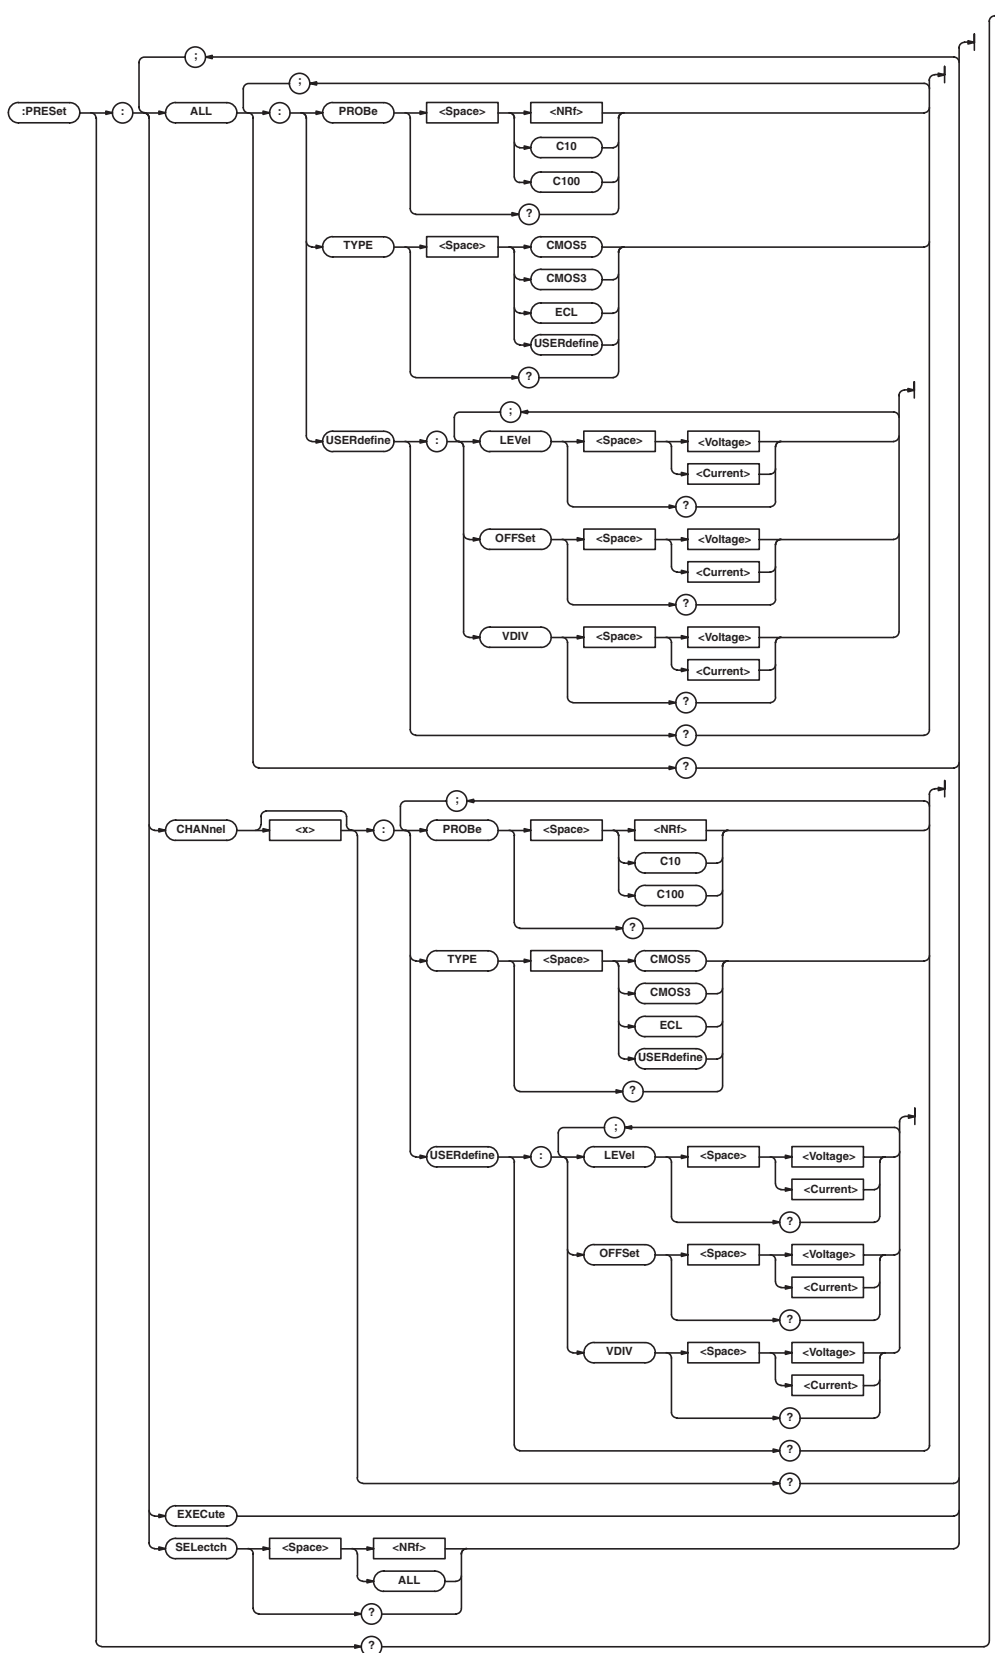 ;
;
:PRESet : ALL : PROBe <Space> <NRf>
C10
C100
?
TYPE <Space> CMOS5
CMOS3
ECL
USERdefine
?
;
USERdefine : LEVel <Space> <Voltage>
<Current>
?
OFFSet <Space> <Voltage>
<Current>
?
VDIV <Space> <Voltage>
<Current>
?
?
?
;
CHANnel <x> : PROBe <Space> <NRf>
C10
C100
?
TYPE <Space> CMOS5
CMOS3
ECL
USERdefine
?
;
USERdefine : LEVel <Space> <Voltage>
<Current>
?
OFFSet <Space> <Voltage>
<Current>
?
VDIV <Space> <Voltage>
<Current>
?
?
?
EXECute
SELectch <Space> <NRf>
ALL
?
?